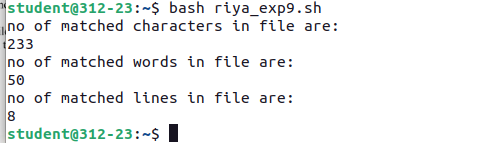 student@312-23:~$ bash riya_exp9.sh
no of matched characters in file are:
233
no of matched words in file are:
50
no of matched lines in file are:
8
student@312-23:~$